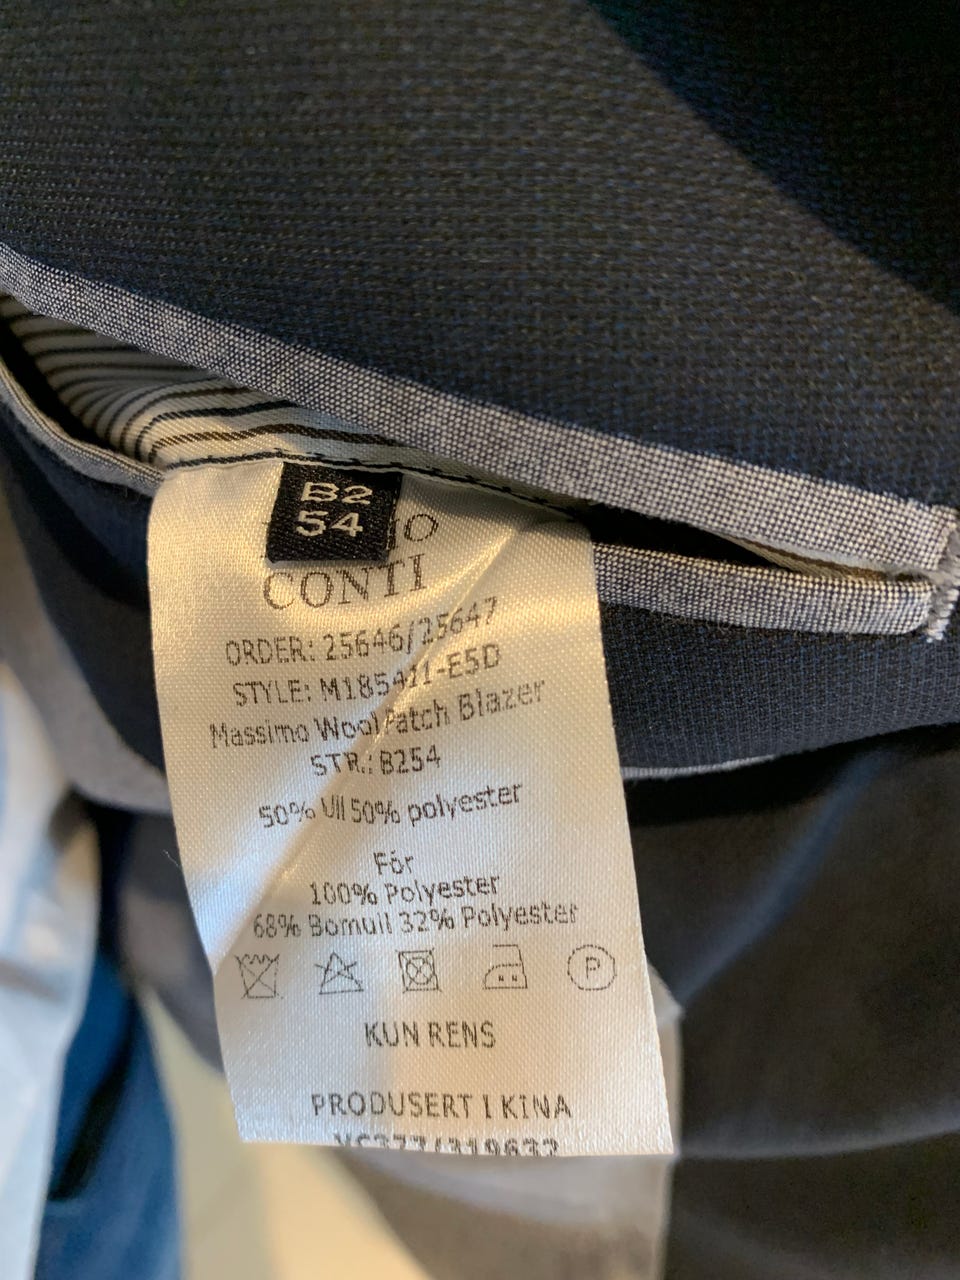 B2
54
CONTI
ORDER: 25646/25647
STYLE: M185411-E5D
Massimo Wool Patch Blazer
STR.: B254
50% Ull 50% polyester
Fór
100% Polyester
68% Bomull 32% Polyester
P
KUN RENS
PRODUSERT I KINA